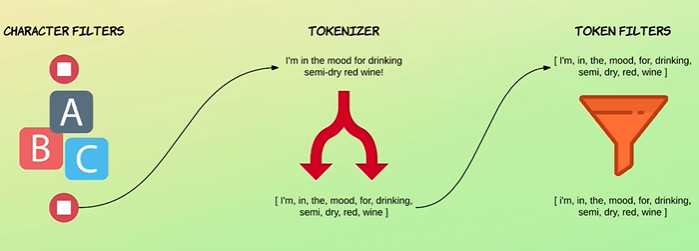 CHARACTER FILTERS
A
B
C
TOKENIZER
I'm in the mood for drinking
semi-dry red wine!
[ I'm, in, the, mood, for, drinking,
semi, dry, red, wine ]
TOKEN FILTERS
[ I'm, in, the, mood, for, drinking,
semi, dry, red, wine ]
[ i'm, in, the, mood, for, drinking,
semi, dry, red, wine ]